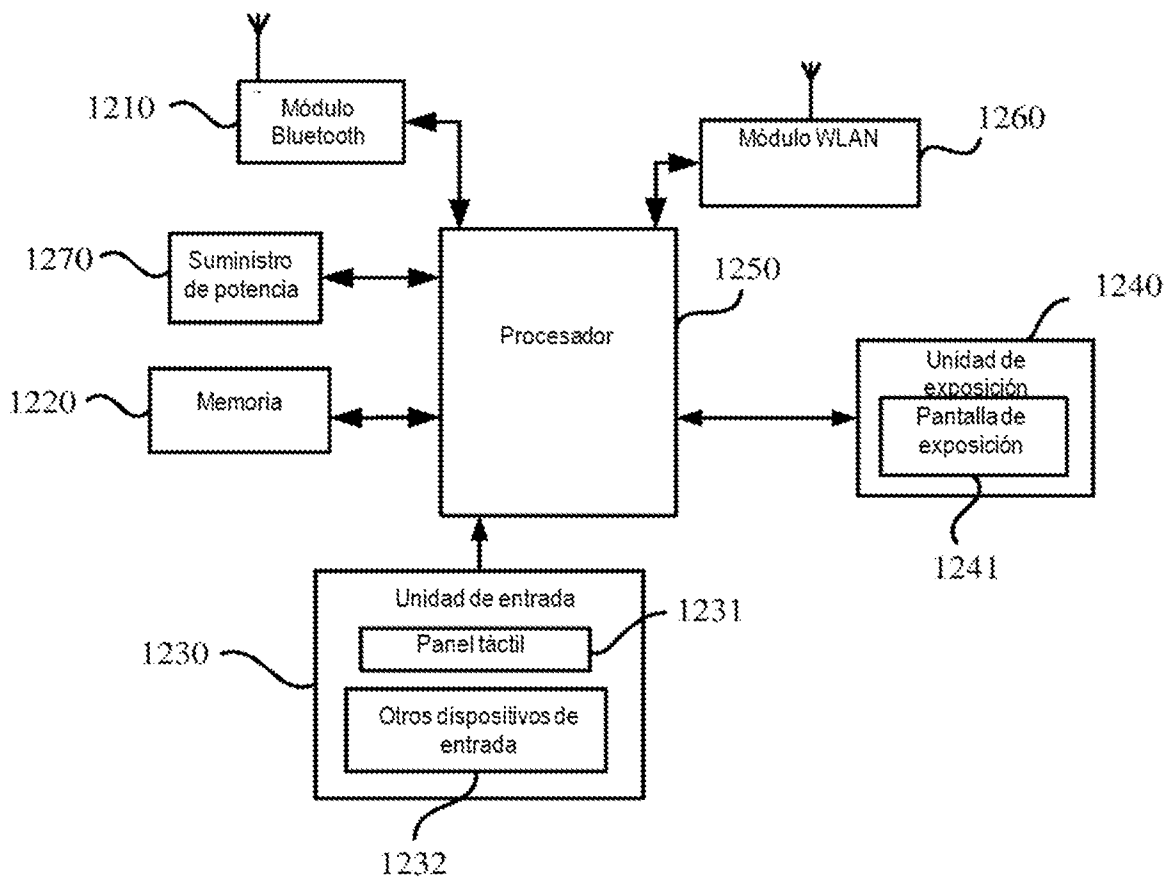 1210
Módulo
Bluetooth
Módulo WLAN
1260
1270
Suministro
de potencia
1250
1240
Procesador
Unidad de
exposición
Pantalla de
exposición
1220
Memoria
1241
Unidad de entrada
1231
Panel táctil
1230
Otros dispositivos de
entrada
1232